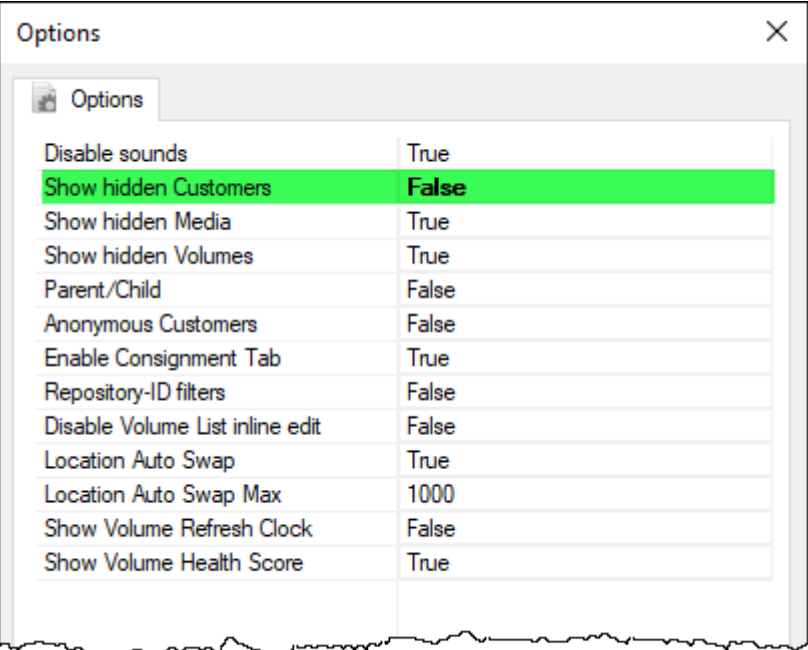 Options
Options
Disable sounds True
Show hidden Customers False
Show hidden Media True
Show hidden Volumes True
Parent/Child False
Anonymous Customers False
Enable Consignment Tab True
Repository-ID filters False
Disable Volume List inline edit False
Location Auto Swap True
Location Auto Swap Max 1000
Show Volume Refresh Clock False
Show Volume Health Score True